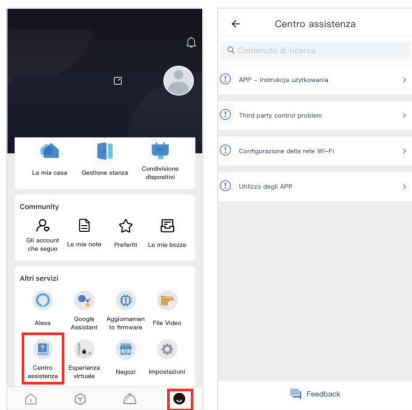 La mia casa
Gestione stanza
Condivisione
dispositivi
Community
Gli account
che seguo
Le mie note
Preferiti
Le mie bozze
Altri servizi
Alexa
Google
Assistant
Aggiornamen
to firmware
File Video
Centro
assistenza
Esperienza
virtuale
Negozi
Impostazioni
Centro assistenza
Contenuto di ricerca
APP – instrukcja użytkowania
Third party control problem
Configurazione della rete Wi-Fi
Utilizzo degli APP
Feedback